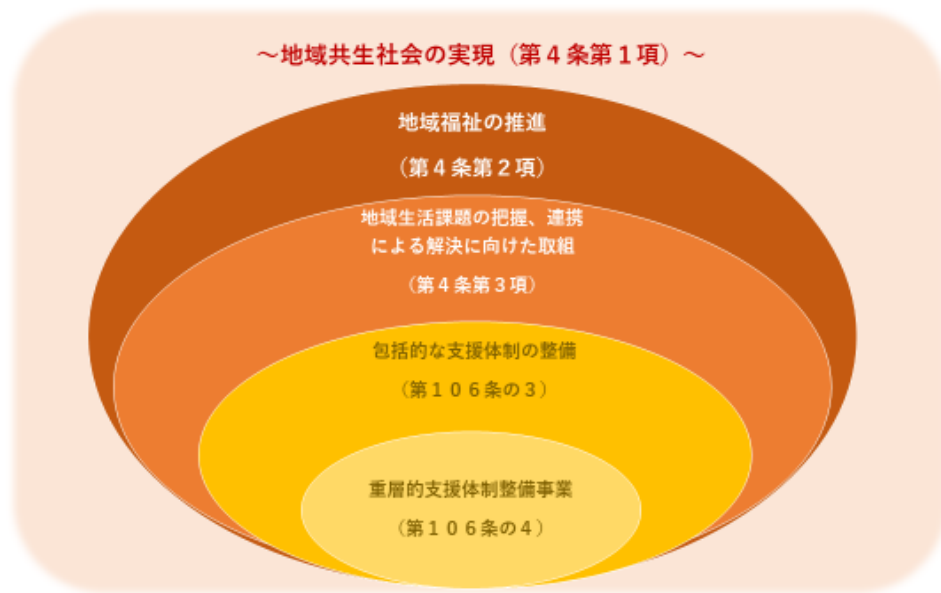 ～地域共生社会の実現（第４条第１項）～
地域福祉の推進
（第４条第２項）
地域生活課題の把握、連携
による解決に向けた取組
（第４条第３項）
包括的な支援体制の整備
（第１０６条の３）
重層的支援体制整備事業
（第１０６条の４）